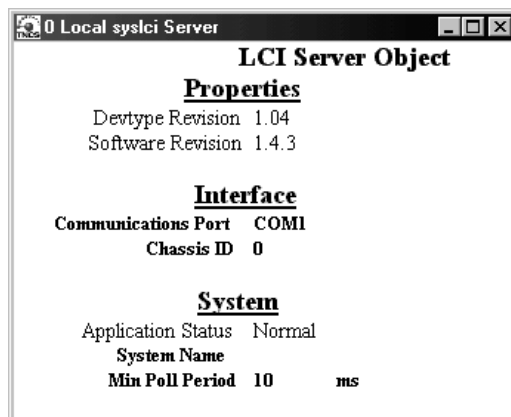 0 Local syslci Server
LCI Server Object
Properties
Devtype Revision 1.04
Software Revision 1.4.3
Interface
Communications Port COM1
Chassis ID 0
System
Application Status Normal
System Name
Min Poll Period 10 ms